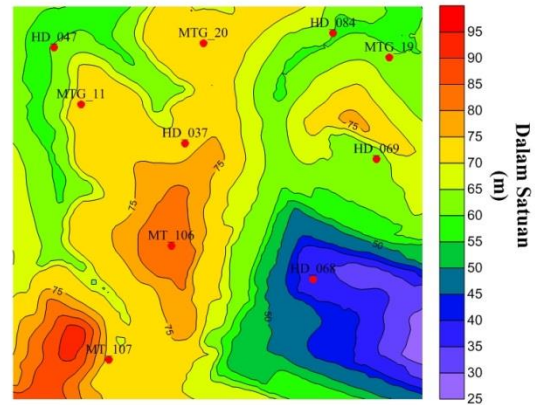 MTG_20
HD_084
HD_047
MTG_19
MTG_11
HD_037
75
75
HD_069
75
MT_106
50
HD_068
75
50
75
MT_107
95
90
85
80
75
70
65
60
55
50
45
40
35
30
25
Dalam Satuan
(m)